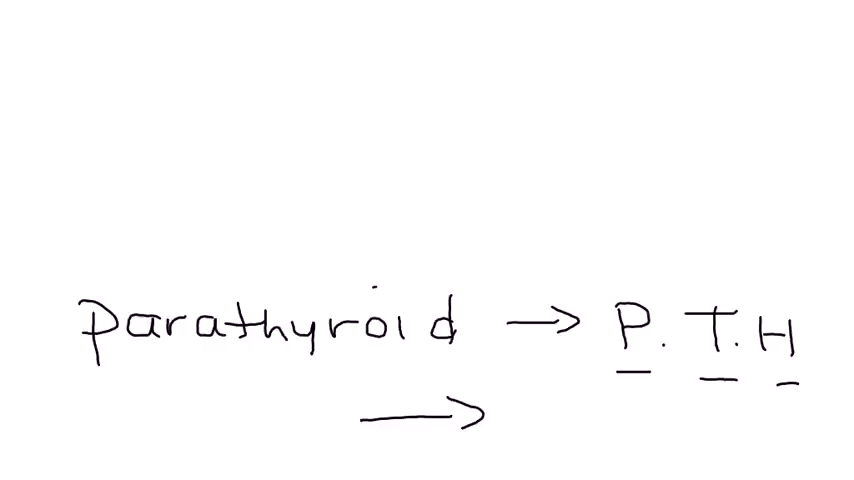 Parathyroid → P.T.H
→